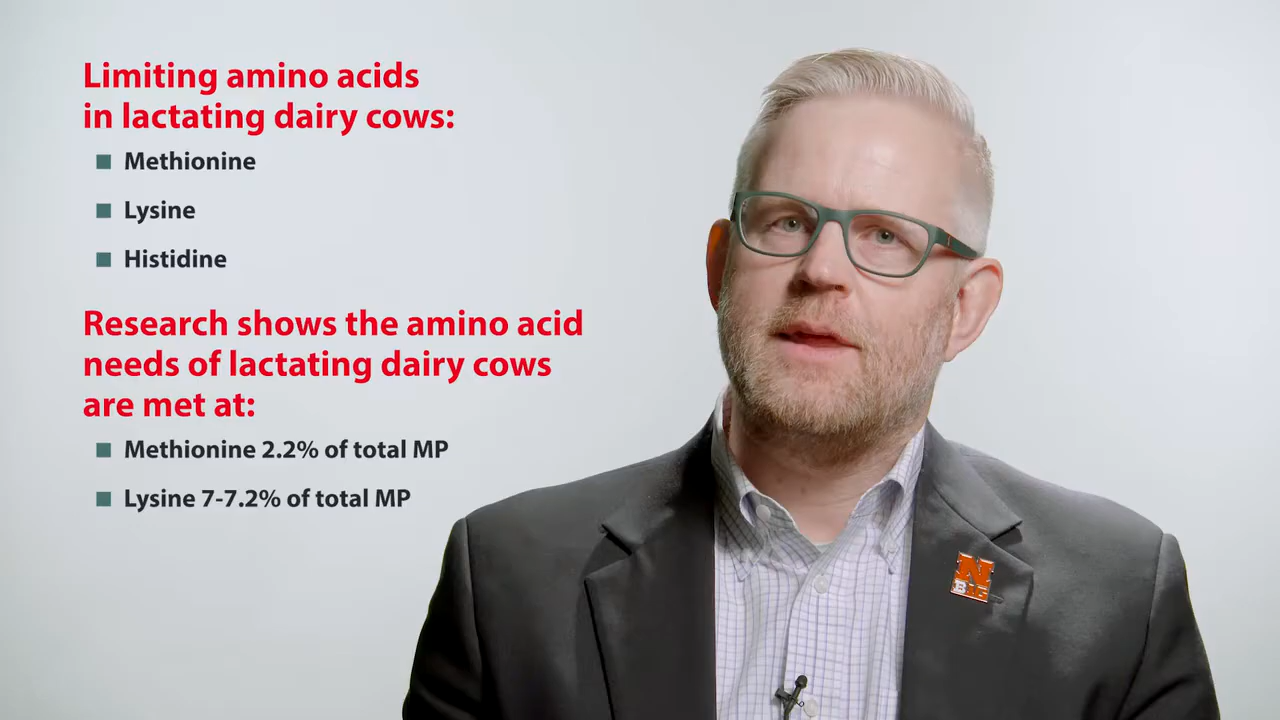 Limiting amino acids
in lactating dairy cows:
Methionine
Lysine
Histidine
Research shows the amino acid
needs of lactating dairy cows
are met at:
Methionine 2.2% of total MP
Lysine 7-7.2% of total MP
N